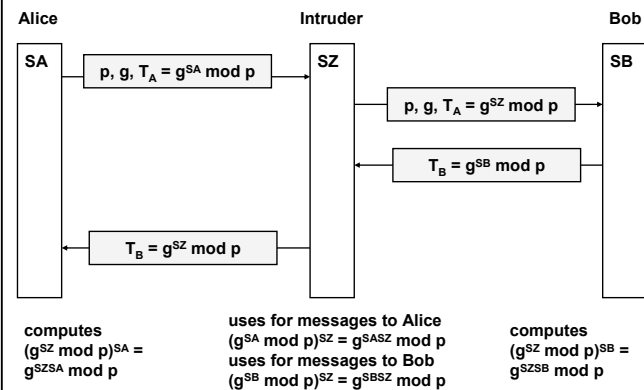 Alice Intruder Bob
SA SZ SB
p, g, T_A = g^SA mod p
p, g, T_A = g^SZ mod p
T_B = g^SB mod p
T_B = g^SZ mod p
computes
(g^SZ mod p)^SA =
g^SZSA mod p
uses for messages to Alice
(g^SA mod p)^SZ = g^SASZ mod p
uses for messages to Bob
(g^SB mod p)^SZ = g^SBSZ mod p
computes
(g^SZ mod p)^SB =
g^SZSB mod p